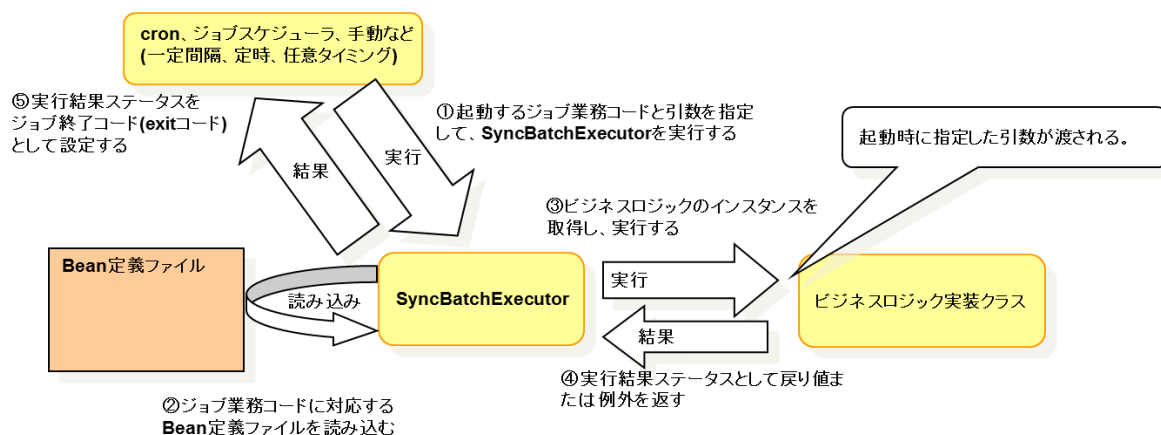 cron、ジョブスケジューラ、手動など
(一定間隔、定時、任意タイミング)
⑤実行結果ステータスを
ジョブ終了コード(exitコード)
として設定する
①起動するジョブ業務コードと引数を指定
して、SyncBatchExecutorを実行する
起動時に指定した引数が渡される。
結果
実行
③ビジネスロジックのインスタンスを
取得し、実行する
Bean定義ファイル
読み込み
SyncBatchExecutor
実行
ビジネスロジック実装クラス
結果
④実行結果ステータスとして戻り値ま
たは例外を返す
②ジョブ業務コードに対応する
Bean定義ファイルを読み込む